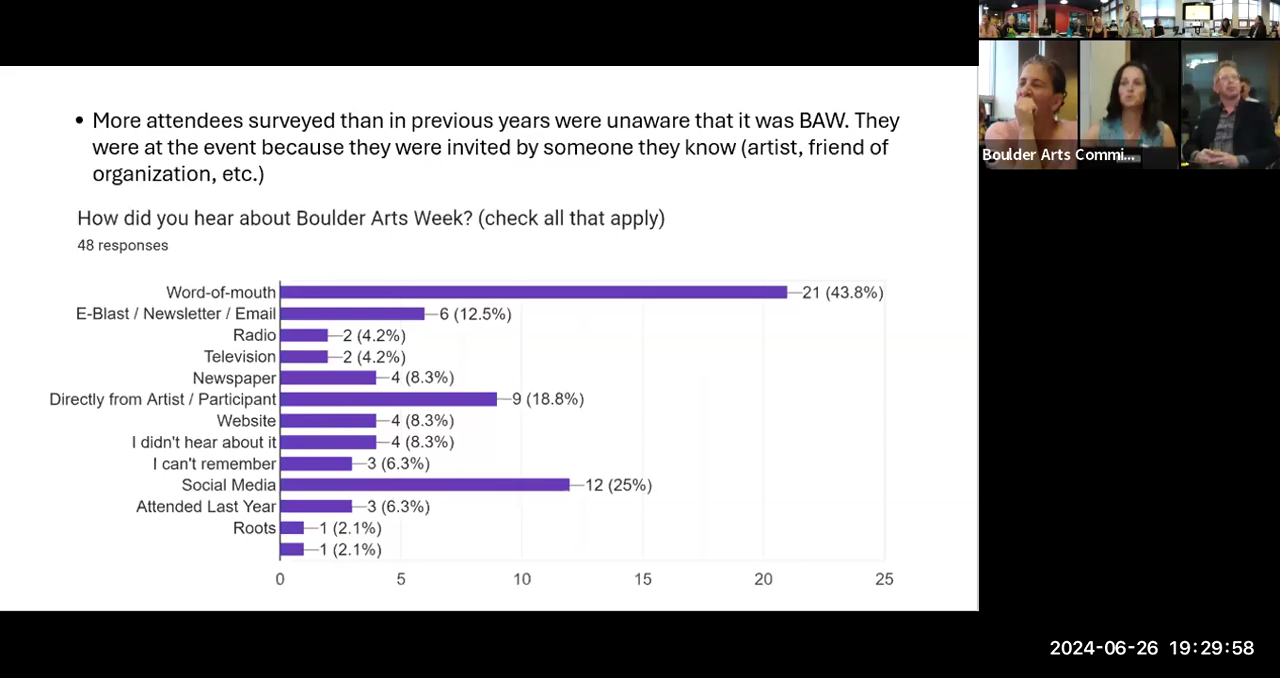 • More attendees surveyed than in previous years were unaware that it was BAW. They
were at the event because they were invited by someone they know (artist, friend of
organization, etc.)
How did you hear about Boulder Arts Week? (check all that apply)
48 responses
Word-of-mouth 21 (43.8%)
E-Blast / Newsletter / Email 6 (12.5%)
Radio 2 (4.2%)
Television 2 (4.2%)
Newspaper 4 (8.3%)
Directly from Artist / Participant 9 (18.8%)
Website 4 (8.3%)
I didn't hear about it 4 (8.3%)
I can't remember 3 (6.3%)
Social Media 12 (25%)
Attended Last Year 3 (6.3%)
Roots 1 (2.1%)
1 (2.1%)
0 5 10 15 20 25
Boulder Arts Commi...
2024-06-26 19:29:58